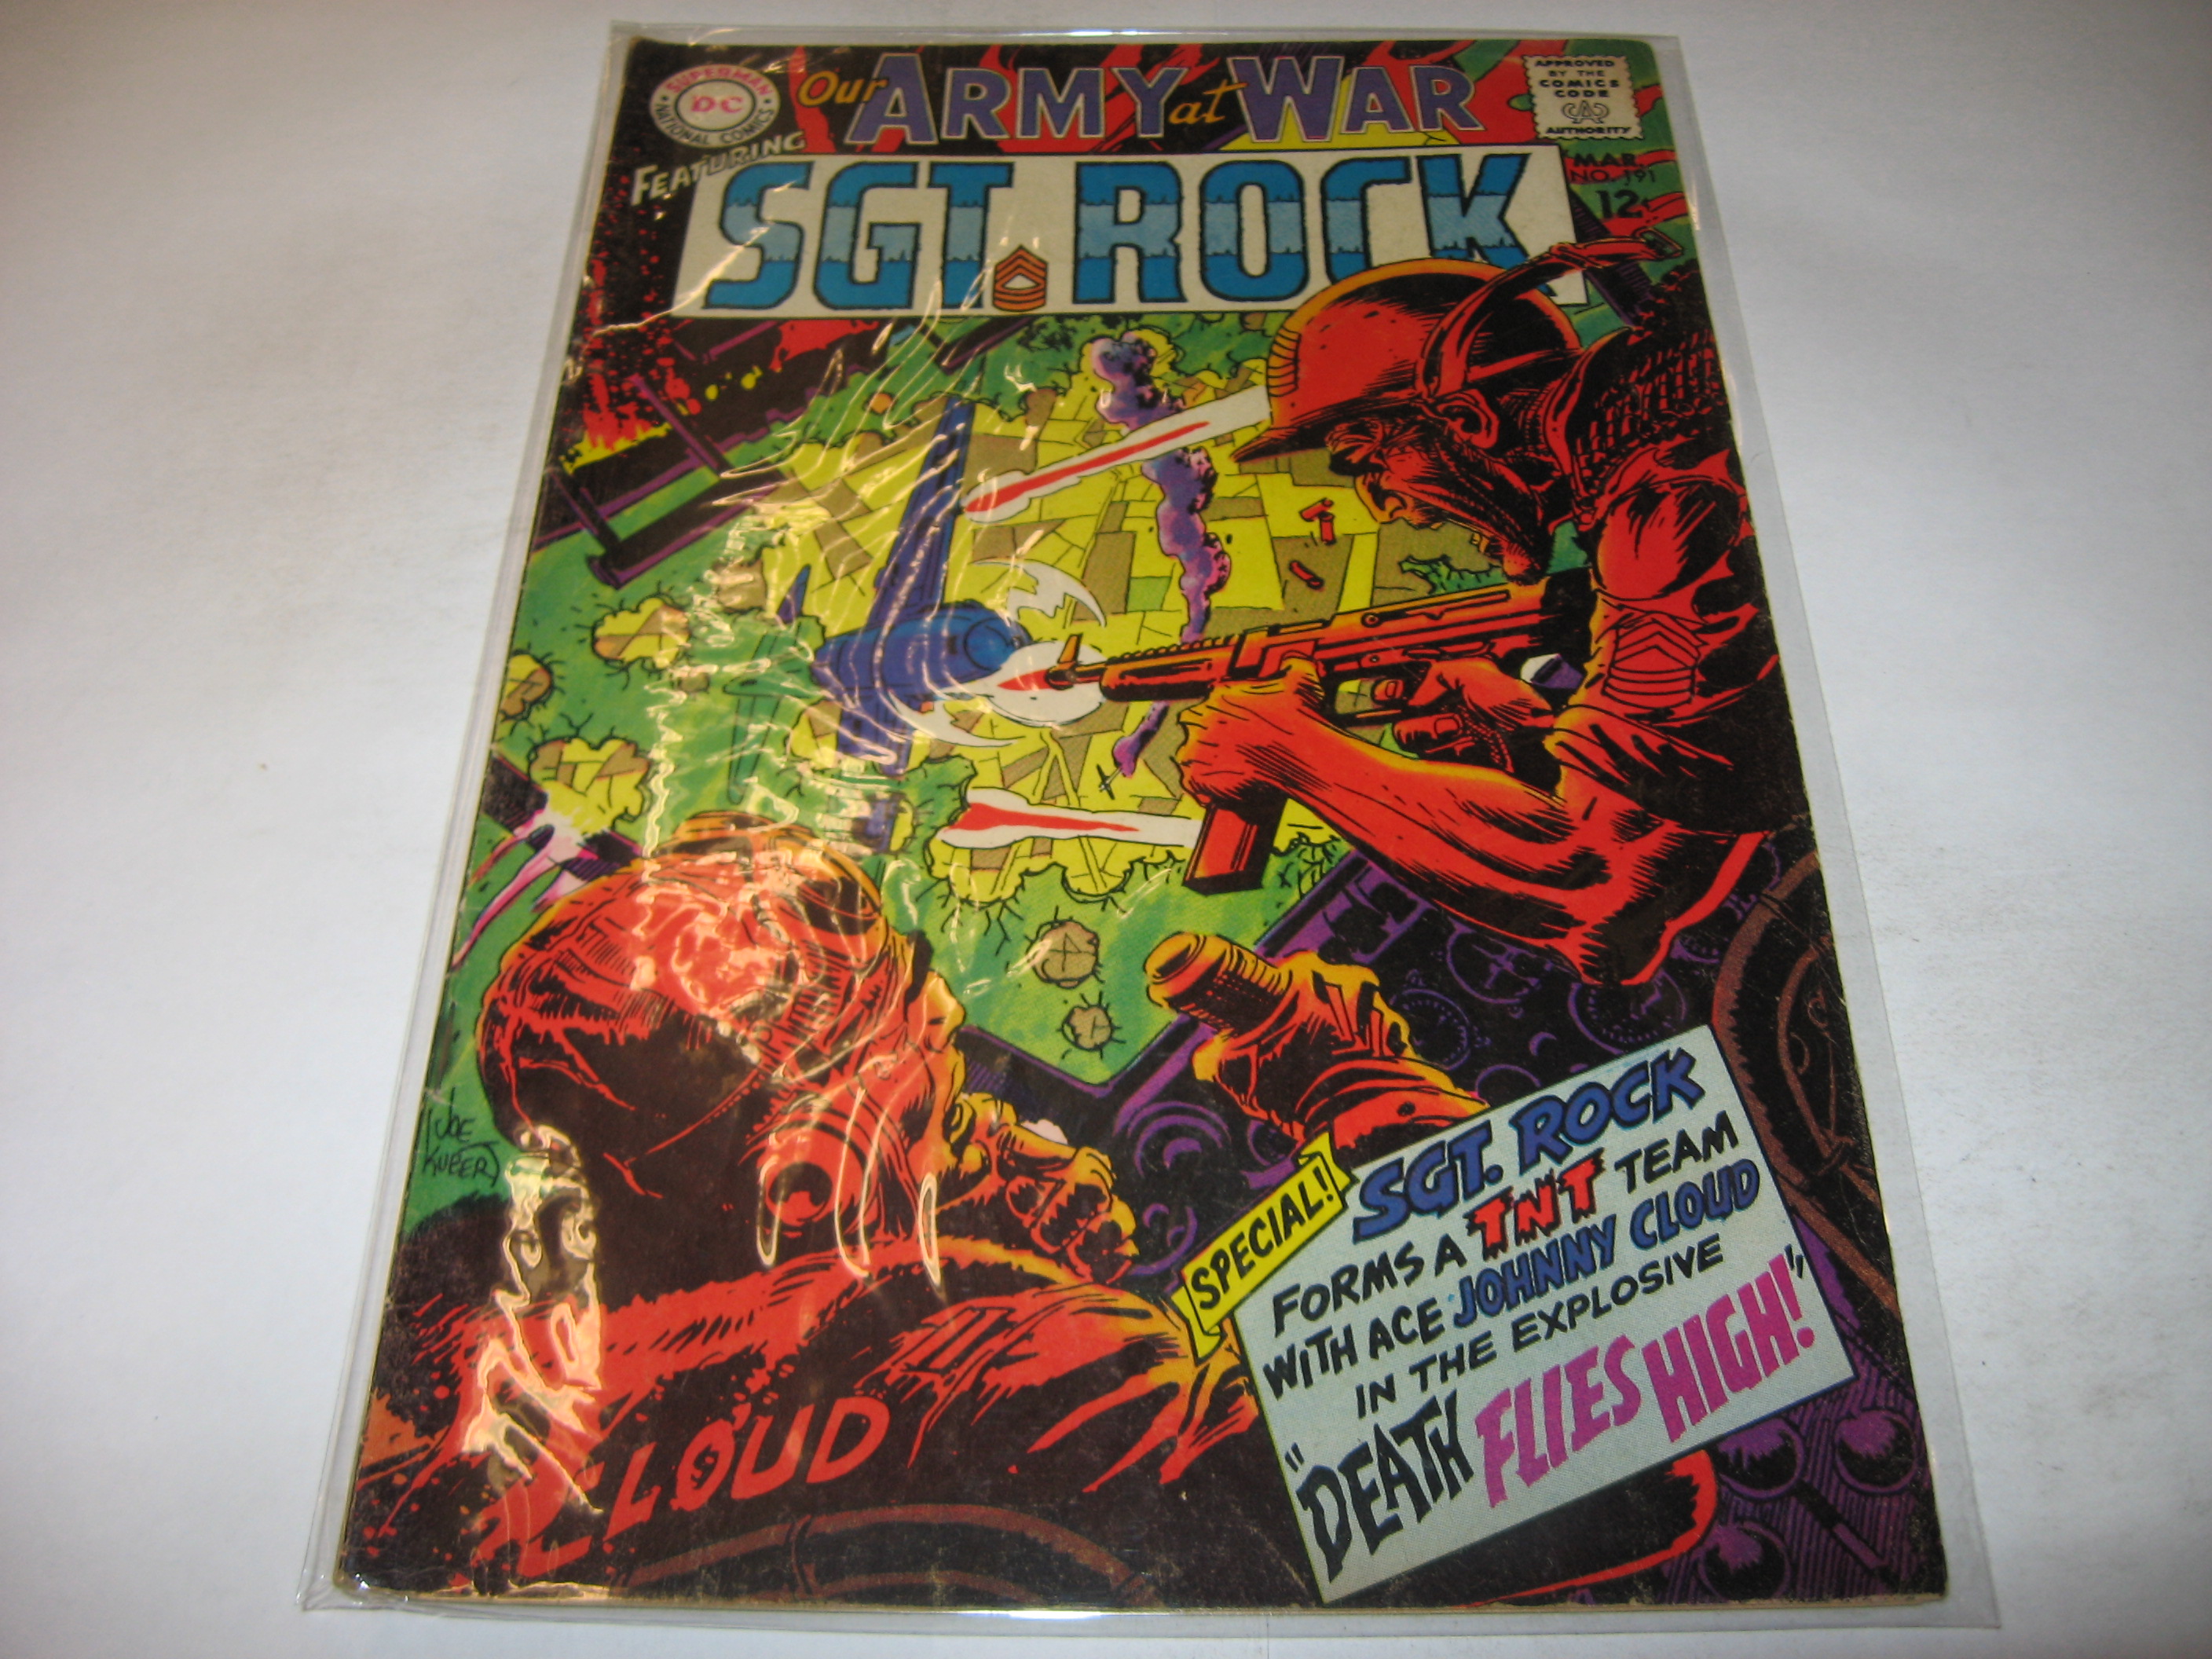 SUPERMAN
DC
NATIONAL COMICS
Our ARMY at WAR
APPROVED
BY THE
COMICS
CODE
CA
AUTHORITY
FEATURING
SGT. ROCK
MAR.
NO. 191
12¢
JOE
KUBERT
SPECIAL!
SGT. ROCK
FORMS A TNT TEAM
WITH ACE JOHNNY CLOUD
IN THE EXPLOSIVE
"DEATH FLIES HIGH!"
CLOUD